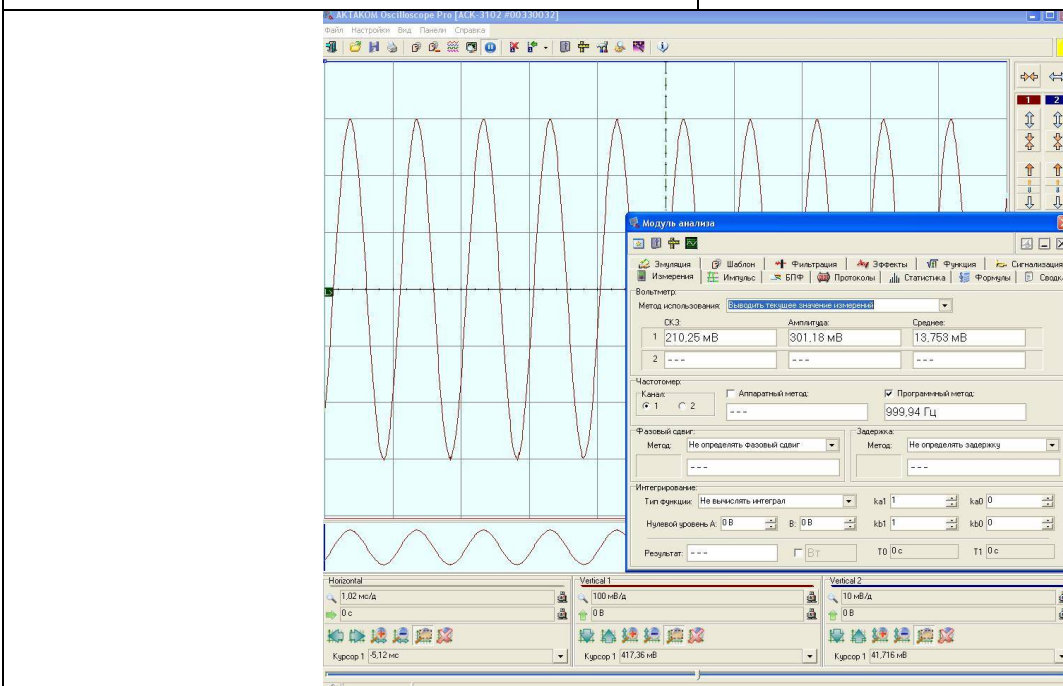 AKTAKOM Oscilloscope Pro [ACK-3102 #00330032]
Файл Настройки Вид Панели Справка
1 2
Модуль анализа
Эмуляция Шаблон Фильтрация Эффекты Функция Сигнализация
Измерения Импульс БПФ Протоколы Статистика Формулы Сводка
Вольтметр:
Метод использования: Выводить текущее значение измерений
СКЗ: Амплитуда: Среднее:
1 210,25 мВ 301,18 мВ 13,753 мВ
2 --- --- ---
Частотомер:
Канал: Аппаратный метод: Программный метод:
1 2 --- 999,94 Гц
Фазовый сдвиг: Задержка:
Метод: Не определять фазовый сдвиг Метод: Не определять задержку
--- ---
Интегрирование:
Тип функции: Не вычислять интеграл ka1 1 ka0 0
Нулевой уровень A: 0 В B: 0 В kb1 1 kb0 0
Результат: --- Вт T0 0 с T1 0 с
Horizontal Vertical 1 Vertical 2
1,02 мс/д 100 мВ/д 10 мВ/д
0 с 0 В 0 В
Курсор 1 -5,12 мс Курсор 1 417,36 мВ Курсор 1 41,716 мВ